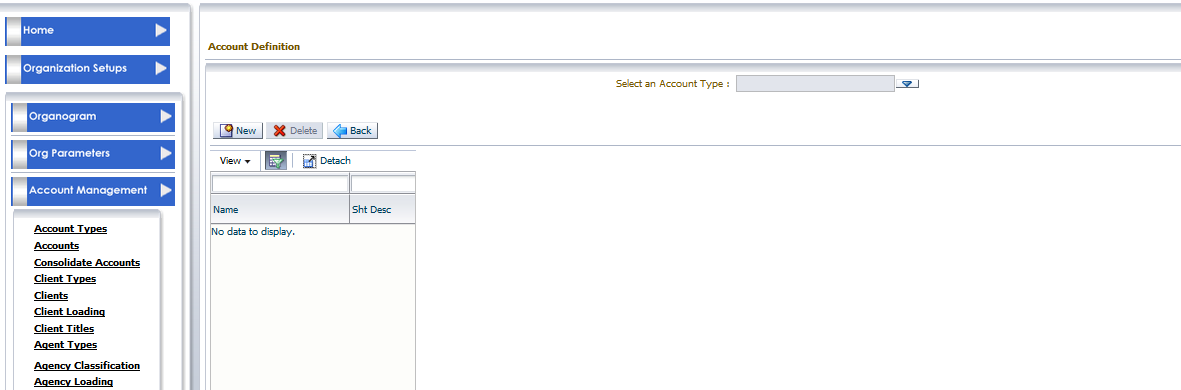 Home
Organization Setups
Organogram
Org Parameters
Account Management
Account Types
Accounts
Consolidate Accounts
Client Types
Clients
Client Loading
Client Titles
Agent Types
Agency Classification
Agency Loading
Account Definition
Select an Account Type :
New Delete Back
View Detach
Name Sht Desc
No data to display.